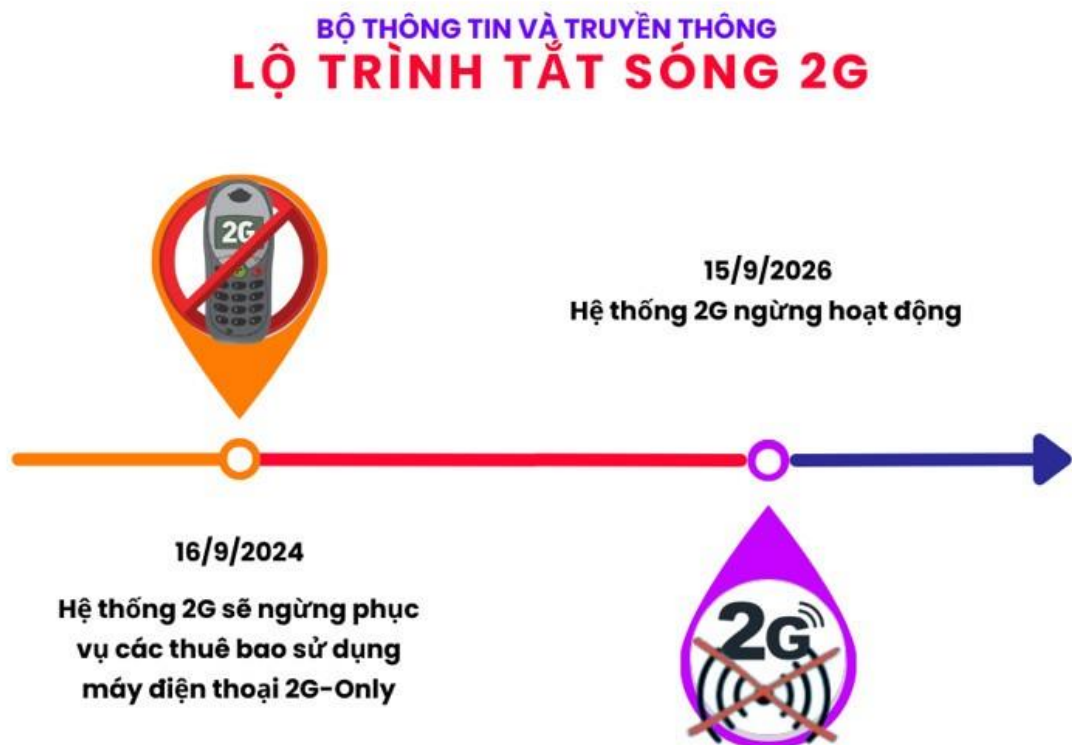 BỘ THÔNG TIN VÀ TRUYỀN THÔNG
LỘ TRÌNH TẮT SÓNG 2G
2G
15/9/2026
Hệ thống 2G ngừng hoạt động
16/9/2024
Hệ thống 2G sẽ ngừng phục
vụ các thuê bao sử dụng
máy điện thoại 2G-Only
2G